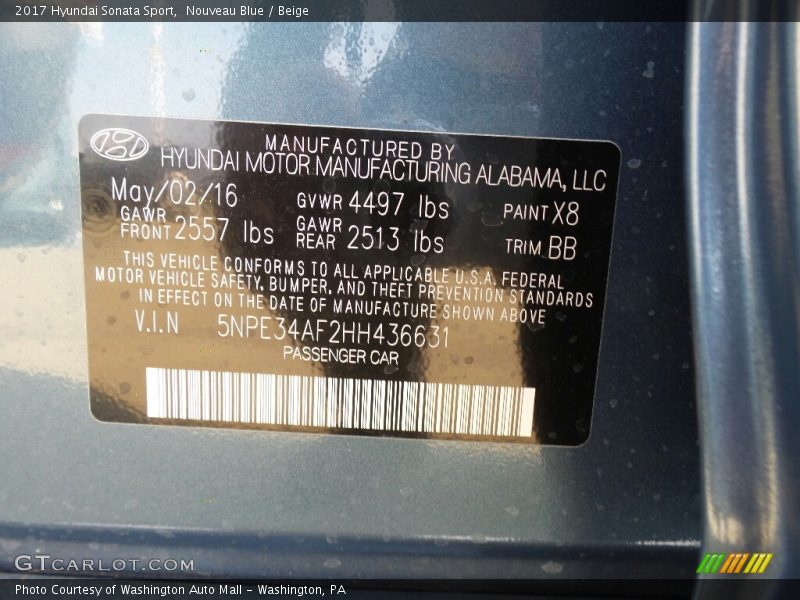 2017 Hyundai Sonata Sport, Nouveau Blue / Beige
MANUFACTURED BY
HYUNDAI MOTOR MANUFACTURING ALABAMA, LLC
May/02/16 GVWR 4497 lbs PAINT X8
GAWR FRONT 2557 lbs GAWR REAR 2513 lbs TRIM BB
THIS VEHICLE CONFORMS TO ALL APPLICABLE U.S.A. FEDERAL
MOTOR VEHICLE SAFETY, BUMPER, AND THEFT PREVENTION STANDARDS
IN EFFECT ON THE DATE OF MANUFACTURE SHOWN ABOVE
V.I.N 5NPE34AF2HH436631
PASSENGER CAR
GTCARLOT.COM
Photo Courtesy of Washington Auto Mall – Washington, PA